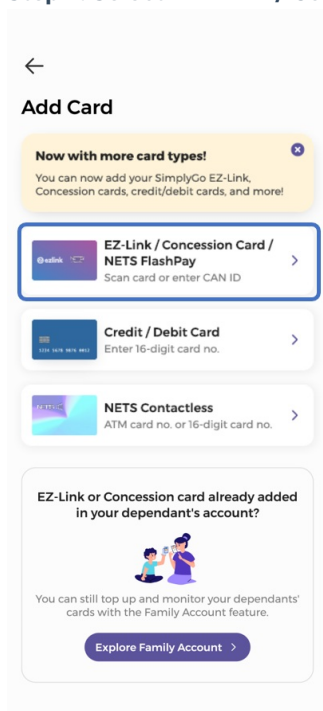 Add Card
Now with more card types!
You can now add your SimplyGo EZ-Link,
Concession cards, credit/debit cards, and more!
EZ-Link / Concession Card /
NETS FlashPay
Scan card or enter CAN ID
ezlink
Credit / Debit Card
Enter 16-digit card no.
NETS Contactless
ATM card no. or 16-digit card no.
NETS
EZ-Link or Concession card already added
in your dependant's account?
You can still top up and monitor your dependants'
cards with the Family Account feature.
Explore Family Account >